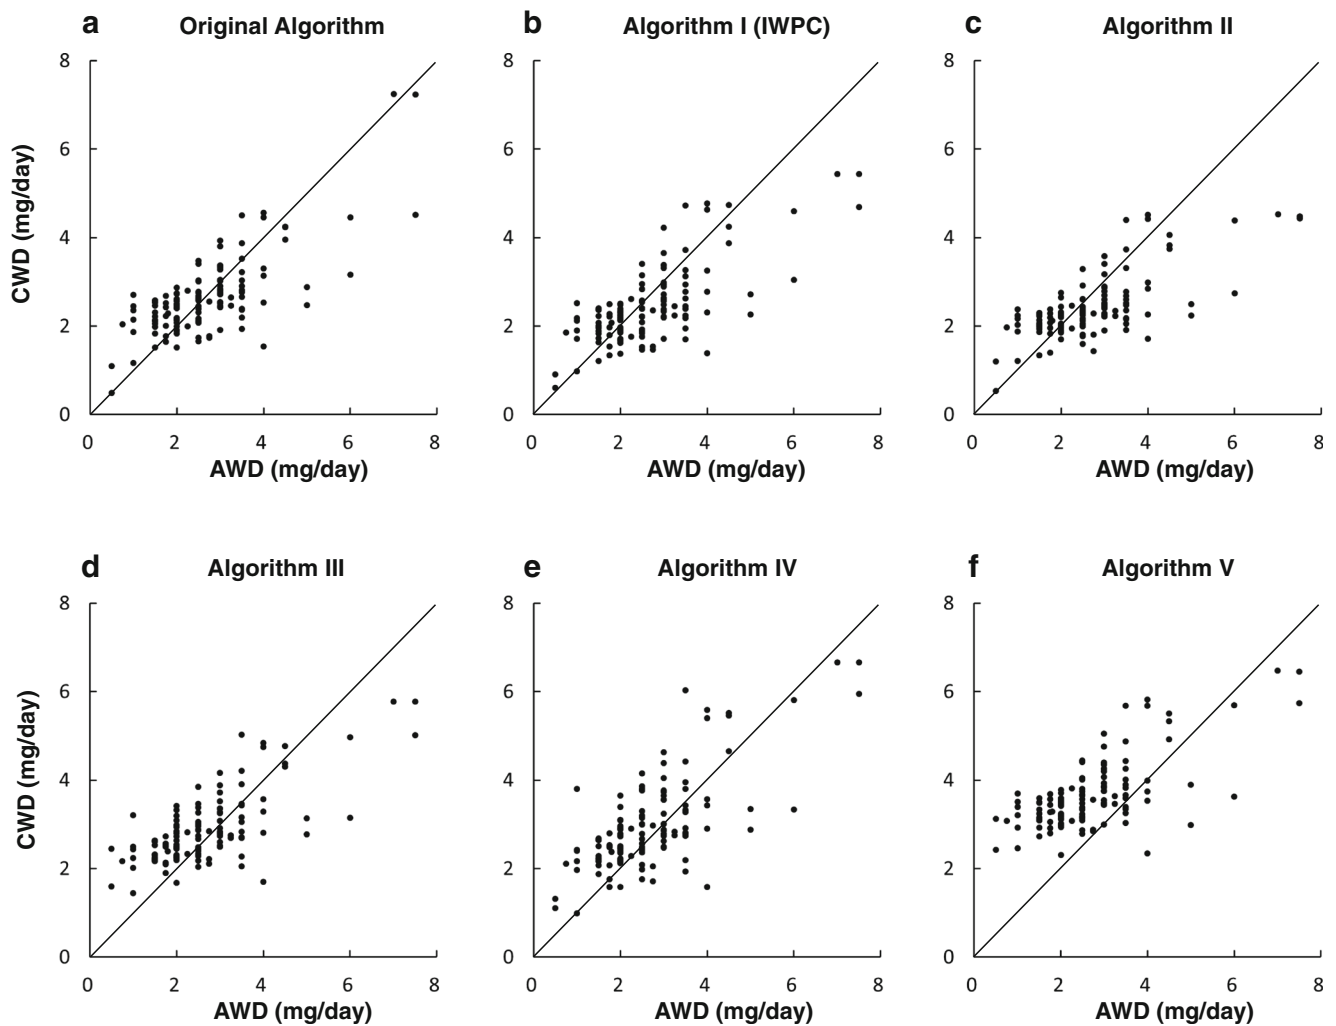 a Original Algorithm
8
6
4
2
0
CWD (mg/day)
0 2 4 6 8
AWD (mg/day)
b Algorithm I (IWPC)
8
6
4
2
0
0 2 4 6 8
AWD (mg/day)
c Algorithm II
8
6
4
2
0
0 2 4 6 8
AWD (mg/day)
d Algorithm III
8
6
4
2
0
CWD (mg/day)
0 2 4 6 8
AWD (mg/day)
e Algorithm IV
8
6
4
2
0
0 2 4 6 8
AWD (mg/day)
f Algorithm V
8
6
4
2
0
0 2 4 6 8
AWD (mg/day)